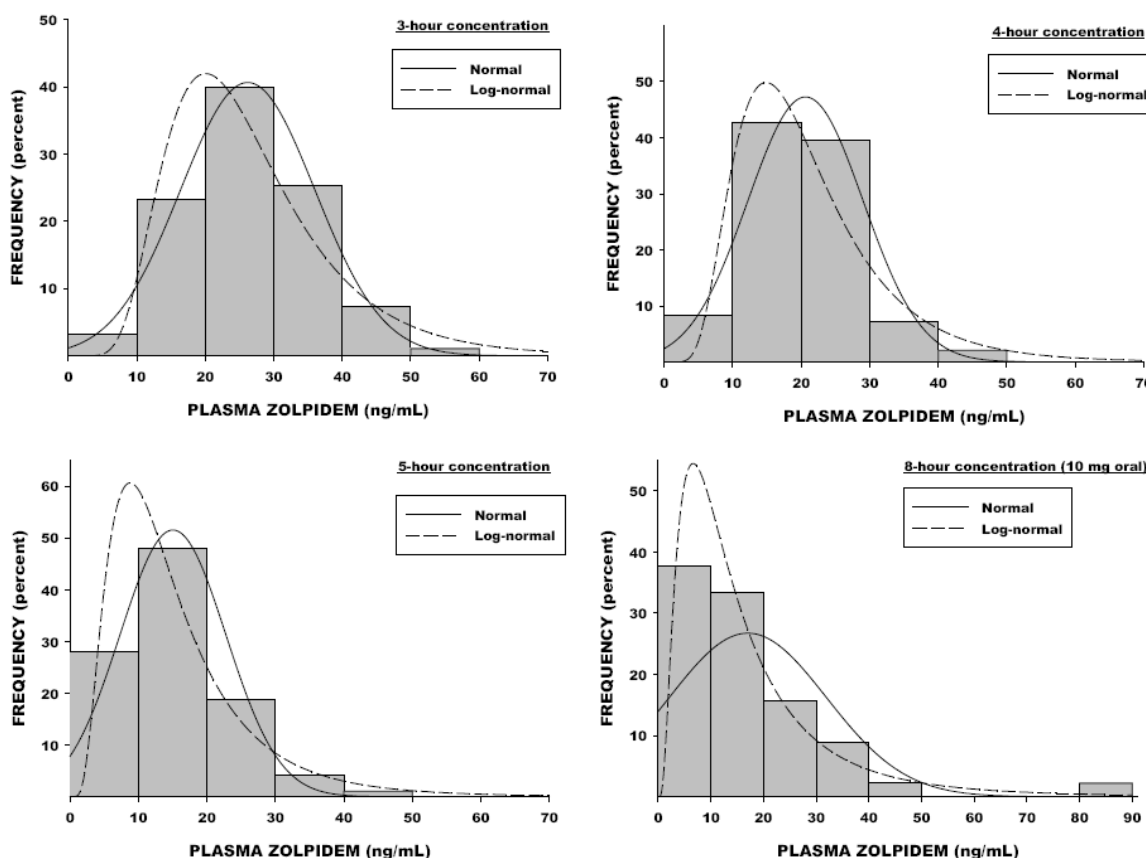 3-hour concentration
Normal
Log-normal
FREQUENCY (percent)
50
40
30
20
10
0 10 20 30 40 50 60 70
PLASMA ZOLPIDEM (ng/mL)
4-hour concentration
Normal
Log-normal
FREQUENCY (percent)
50
40
30
20
10
0 10 20 30 40 50 60 70
PLASMA ZOLPIDEM (ng/mL)
5-hour concentration
Normal
Log-normal
FREQUENCY (percent)
60
50
40
30
20
10
0 10 20 30 40 50 60 70
PLASMA ZOLPIDEM (ng/mL)
8-hour concentration (10 mg oral)
Normal
Log-normal
FREQUENCY (percent)
50
40
30
20
10
0 10 20 30 40 50 60 70 80 90
PLASMA ZOLPIDEM (ng/mL)